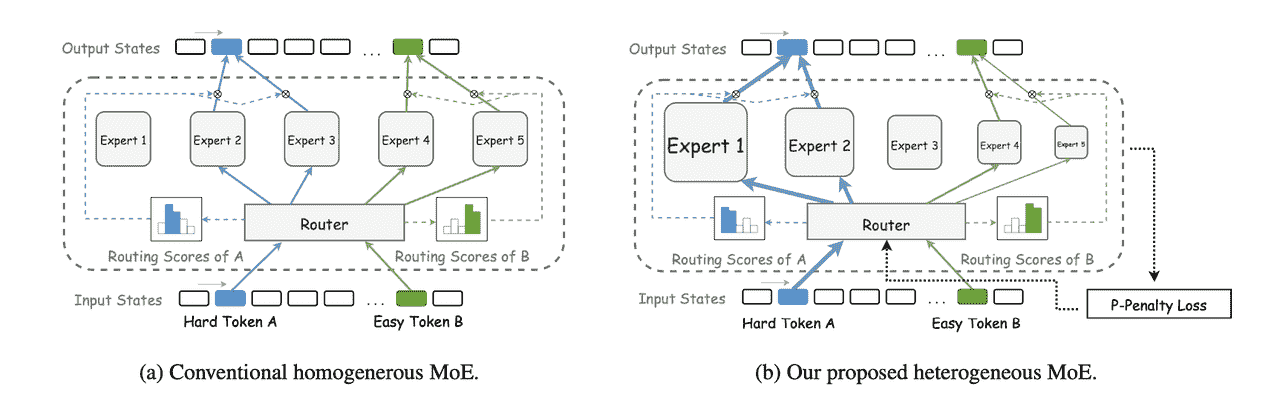 Output States
...
Expert 1
Expert 2
Expert 3
Expert 4
Expert 5
Router
Routing Scores of A
Routing Scores of B
Input States
...
Hard Token A
Easy Token B
(a) Conventional homogenerous MoE.
Output States
...
Expert 1
Expert 2
Expert 3
Expert 4
Expert 5
Router
Routing Scores of A
Routing Scores of B
Input States
...
P-Penalty Loss
Hard Token A
Easy Token B
(b) Our proposed heterogeneous MoE.